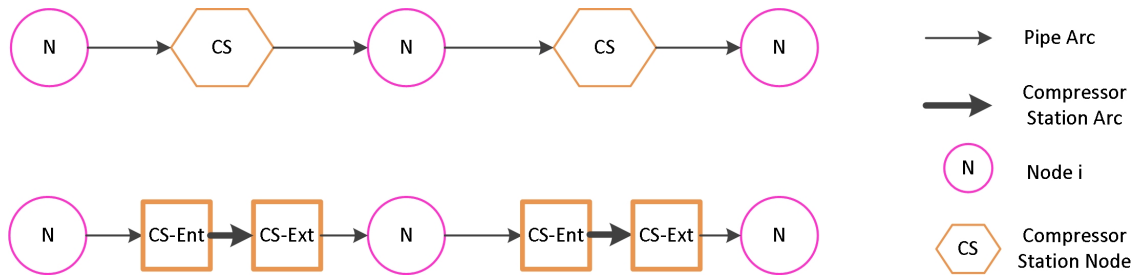 N CS N CS N
Pipe Arc
Compressor
Station Arc
N Node i
N CS-Ent CS-Ext N CS-Ent CS-Ext N
CS Compressor
Station Node